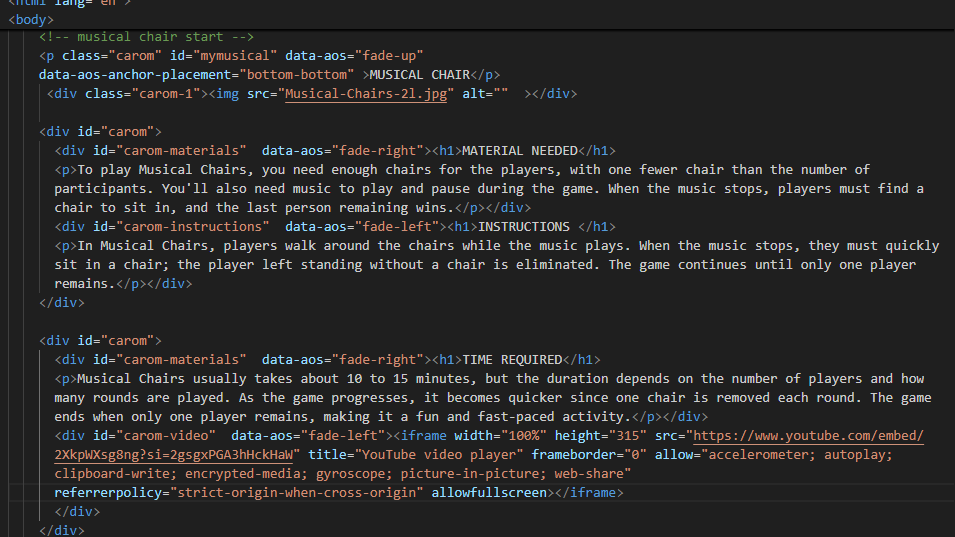 <html lang="en">
<body>
<!-- musical chair start -->
<p class="carom" id="mymusical" data-aos="fade-up"
data-aos-anchor-placement="bottom-bottom" >MUSICAL CHAIR</p>
<div class="carom-1"><img src="Musical-Chairs-2l.jpg" alt=""  ></div>
<div id="carom">
<div id="carom-materials"  data-aos="fade-right"><h1>MATERIAL NEEDED</h1>
<p>To play Musical Chairs, you need enough chairs for the players, with one fewer chair than the number of
participants. You'll also need music to play and pause during the game. When the music stops, players must find a
chair to sit in, and the last person remaining wins.</p></div>
<div id="carom-instructions"  data-aos="fade-left"><h1>INSTRUCTIONS </h1>
<p>In Musical Chairs, players walk around the chairs while the music plays. When the music stops, they must quickly
sit in a chair; the player left standing without a chair is eliminated. The game continues until only one player
remains.</p></div>
</div>
<div id="carom">
<div id="carom-materials"  data-aos="fade-right"><h1>TIME REQUIRED</h1>
<p>Musical Chairs usually takes about 10 to 15 minutes, but the duration depends on the number of players and how
many rounds are played. As the game progresses, it becomes quicker since one chair is removed each round. The game
ends when only one player remains, making it a fun and fast-paced activity.</p></div>
<div id="carom-video"  data-aos="fade-left"><iframe width="100%" height="315" src="https://www.youtube.com/embed/
2XkpWXsg8ng?si=2gsgxPGA3hHckHaW" title="YouTube video player" frameborder="0" allow="accelerometer; autoplay;
clipboard-write; encrypted-media; gyroscope; picture-in-picture; web-share"
referrerpolicy="strict-origin-when-cross-origin" allowfullscreen></iframe>
</div>
</div>